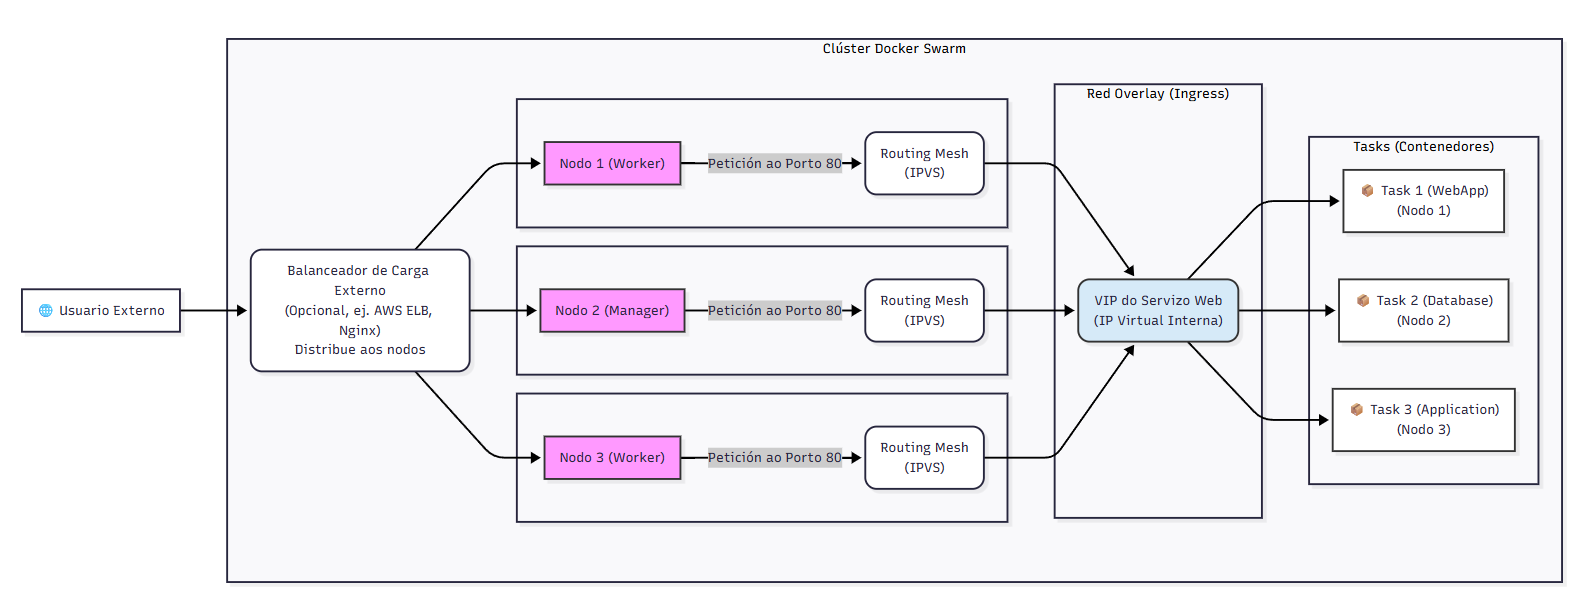 Clúster Docker Swarm
🌐 Usuario Externo
Balanceador de Carga
Externo
(Opcional, ej. AWS ELB,
Nginx)
Distribue aos nodos
Nodo 1 (Worker)
Petición ao Porto 80
Routing Mesh
(IPVS)
Nodo 2 (Manager)
Petición ao Porto 80
Routing Mesh
(IPVS)
Nodo 3 (Worker)
Petición ao Porto 80
Routing Mesh
(IPVS)
Red Overlay (Ingress)
VIP do Servizo Web
(IP Virtual Interna)
Tasks (Contenedores)
📦 Task 1 (WebApp)
(Nodo 1)
📦 Task 2 (Database)
(Nodo 2)
📦 Task 3 (Application)
(Nodo 3)